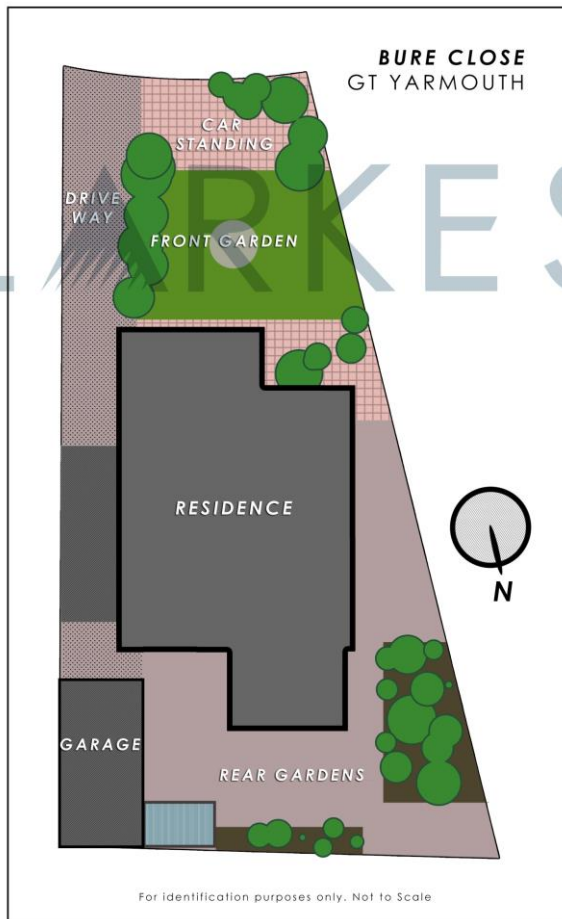 BURE CLOSE
GT YARMOUTH
CAR
STANDING
DRIVE
WAY
FRONT GARDEN
LARKES
RESIDENCE
N
GARAGE
REAR GARDENS
For identification purposes only. Not to Scale